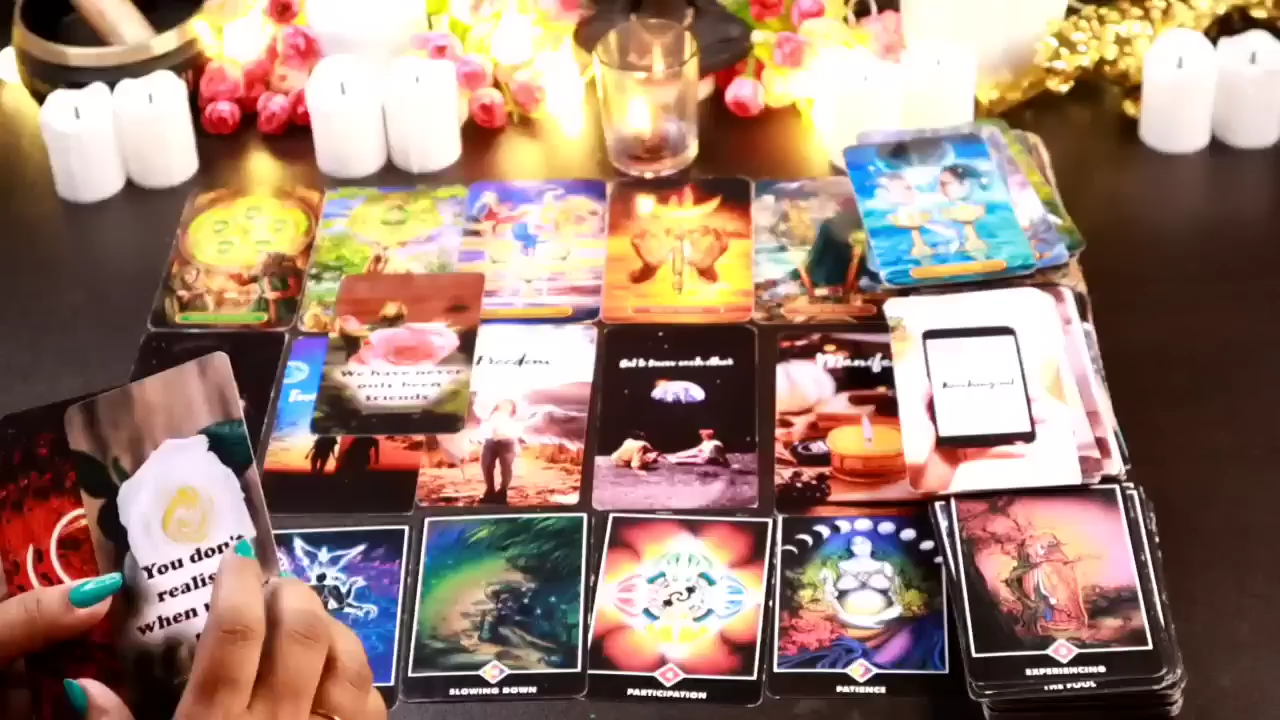 We have never
only been
friends
Freedom
Get to know each other
Manife
You don't
realis
when
SLOWING DOWN
PARTICIPATION
PATIENCE
EXPERIENCING
THE FOOL